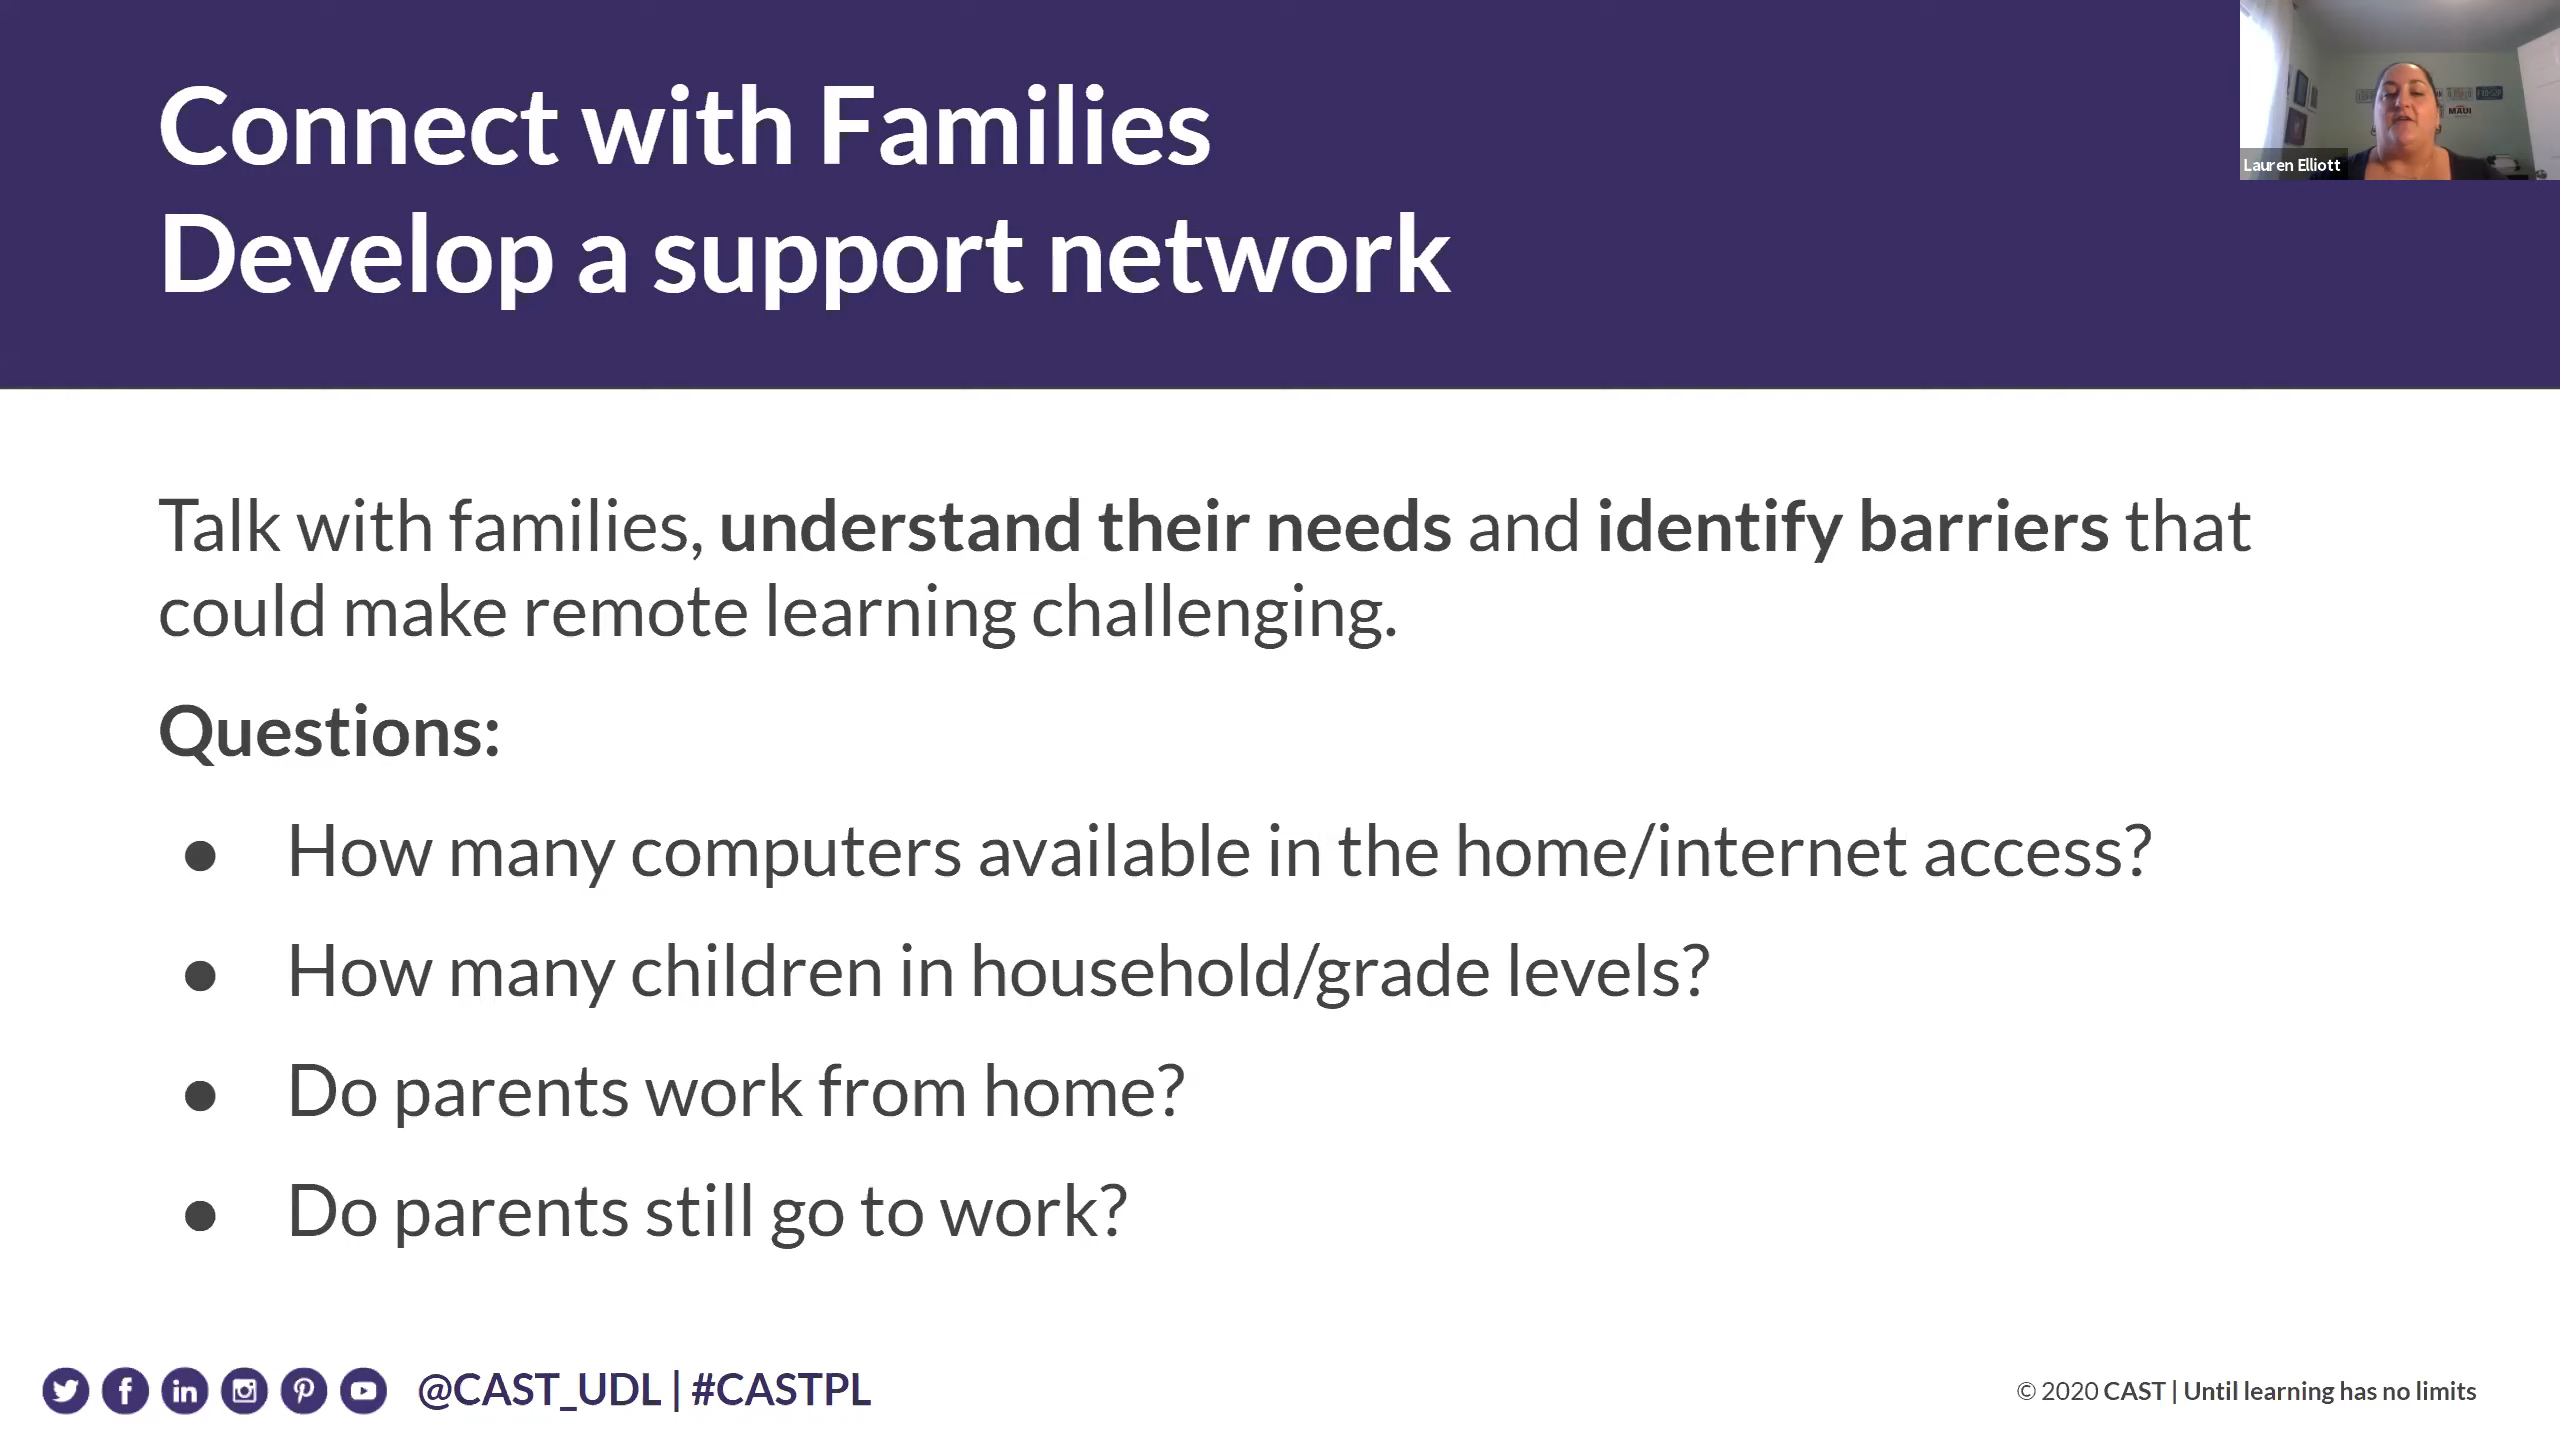 Connect with Families
Develop a support network
MAUI
Lauren Elliott
Talk with families, understand their needs and identify barriers that
could make remote learning challenging.
Questions:
● How many computers available in the home/internet access?
● How many children in household/grade levels?
● Do parents work from home?
● Do parents still go to work?
@CAST_UDL | #CASTPL
© 2020 CAST | Until learning has no limits